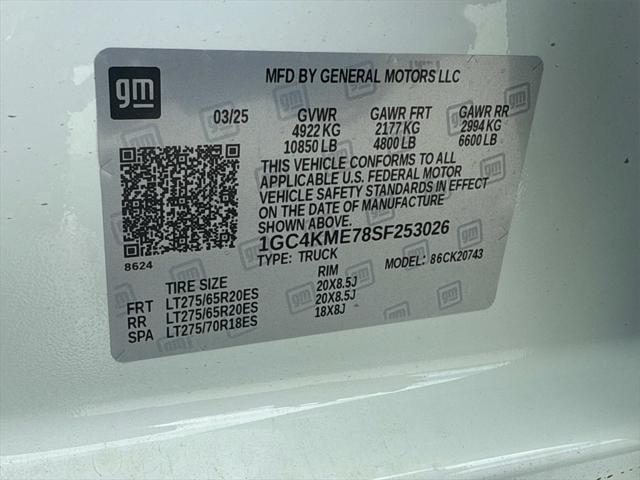 gm
MFD BY GENERAL MOTORS LLC
03/25 GVWR GAWR FRT GAWR RR
4922 KG 2177 KG 2994 KG
10850 LB 4800 LB 6600 LB
THIS VEHICLE CONFORMS TO ALL
APPLICABLE U.S. FEDERAL MOTOR
VEHICLE SAFETY STANDARDS IN EFFECT
ON THE DATE OF MANUFACTURE
SHOWN ABOVE.
1GC4KME78SF253026
8624 TYPE: TRUCK MODEL: 86CK20743
TIRE SIZE RIM
FRT LT275/65R20ES 20X8.5J
RR LT275/65R20ES 20X8.5J
SPA LT275/70R18ES 18X8J